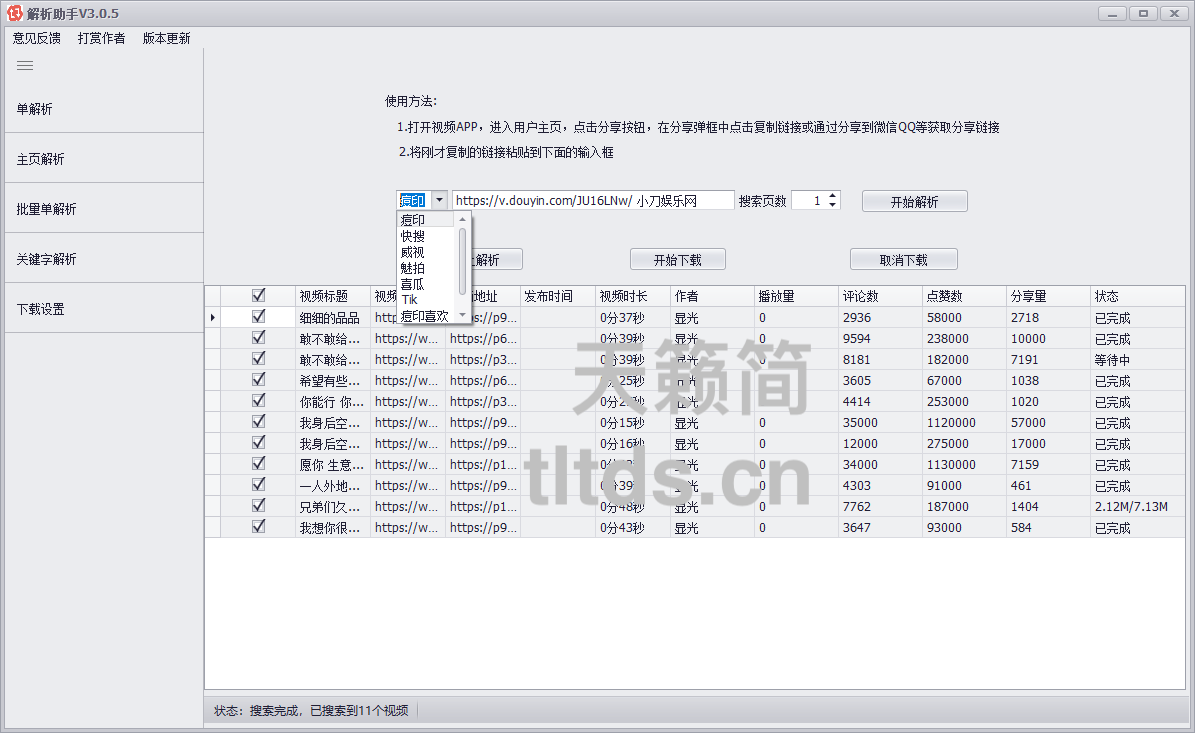 解析助手V3.0.5
意见反馈 打赏作者 版本更新
单解析
主页解析
批量单解析
关键字解析
下载设置
使用方法：
1.打开视频APP，进入用户主页，点击分享按钮，在分享弹框中点击复制链接或通过分享到微信QQ等获取分享链接
2.将刚才复制的链接粘贴到下面的输入框
痘印 https://v.douyin.com/JU16LNw/ 小刀娱乐网 搜索页数 1 开始解析
痘印
快搜
威视
魅拍
喜瓜
Tik
痘印喜欢
解析 开始下载 取消下载
视频标题 视频 地址 发布时间 视频时长 作者 播放量 评论数 点赞数 分享量 状态
细细的品品 http s://p9... 0分37秒 显光 0 2936 58000 2718 已完成
敢不敢给... https://w... https://p6... 0分39秒 显光 0 9594 238000 10000 已完成
敢不敢给... https://w... https://p3... 0分39秒 显光 0 8181 182000 7191 等待中
希望有些... https://w... https://p6... 分25秒 显光 0 3605 67000 1038 已完成
你能行 你... https://w... https://p3... 0分2 显光 0 4414 253000 1020 已完成
我身后空... https://w... https://p9... 0分15秒 显光 0 35000 1120000 57000 已完成
我身后空... https://w... https://p9... 0分16秒 显光 0 12000 275000 17000 已完成
愿你 生意... https://w... https://p1... 显光 0 34000 1130000 7159 已完成
一人外地... https://w... https://p9... 分39 显光 0 4303 91000 461 已完成
兄弟们久... https://w... https://p1... 0分48秒 显光 0 7762 187000 1404 2.12M/7.13M
我想你很... https://w... https://p9... 0分43秒 显光 0 3647 93000 584 已完成
天籁简
tltds.cn
状态： 搜索完成，已搜索到11个视频